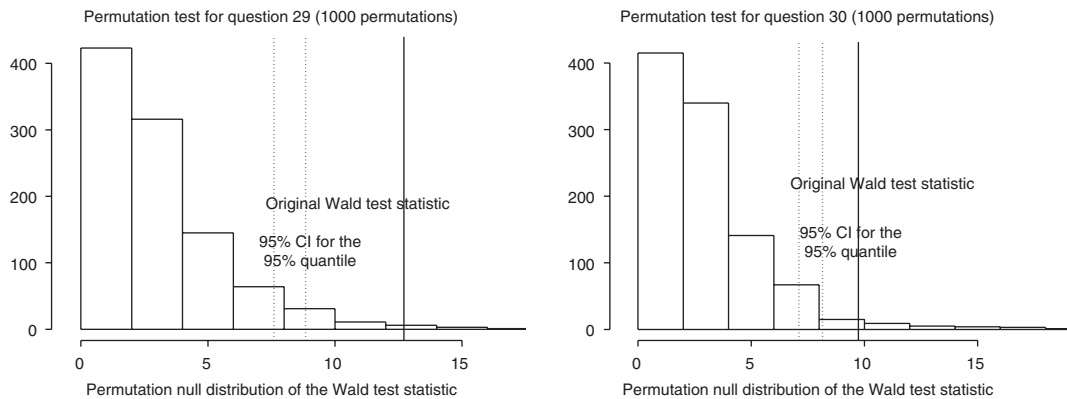 Permutation test for question 29 (1000 permutations)
400
300
200
100
0
Original Wald test statistic
95% CI for the
95% quantile
0 5 10 15
Permutation null distribution of the Wald test statistic
Permutation test for question 30 (1000 permutations)
400
300
200
100
0
Original Wald test statistic
95% CI for the
95% quantile
0 5 10 15
Permutation null distribution of the Wald test statistic